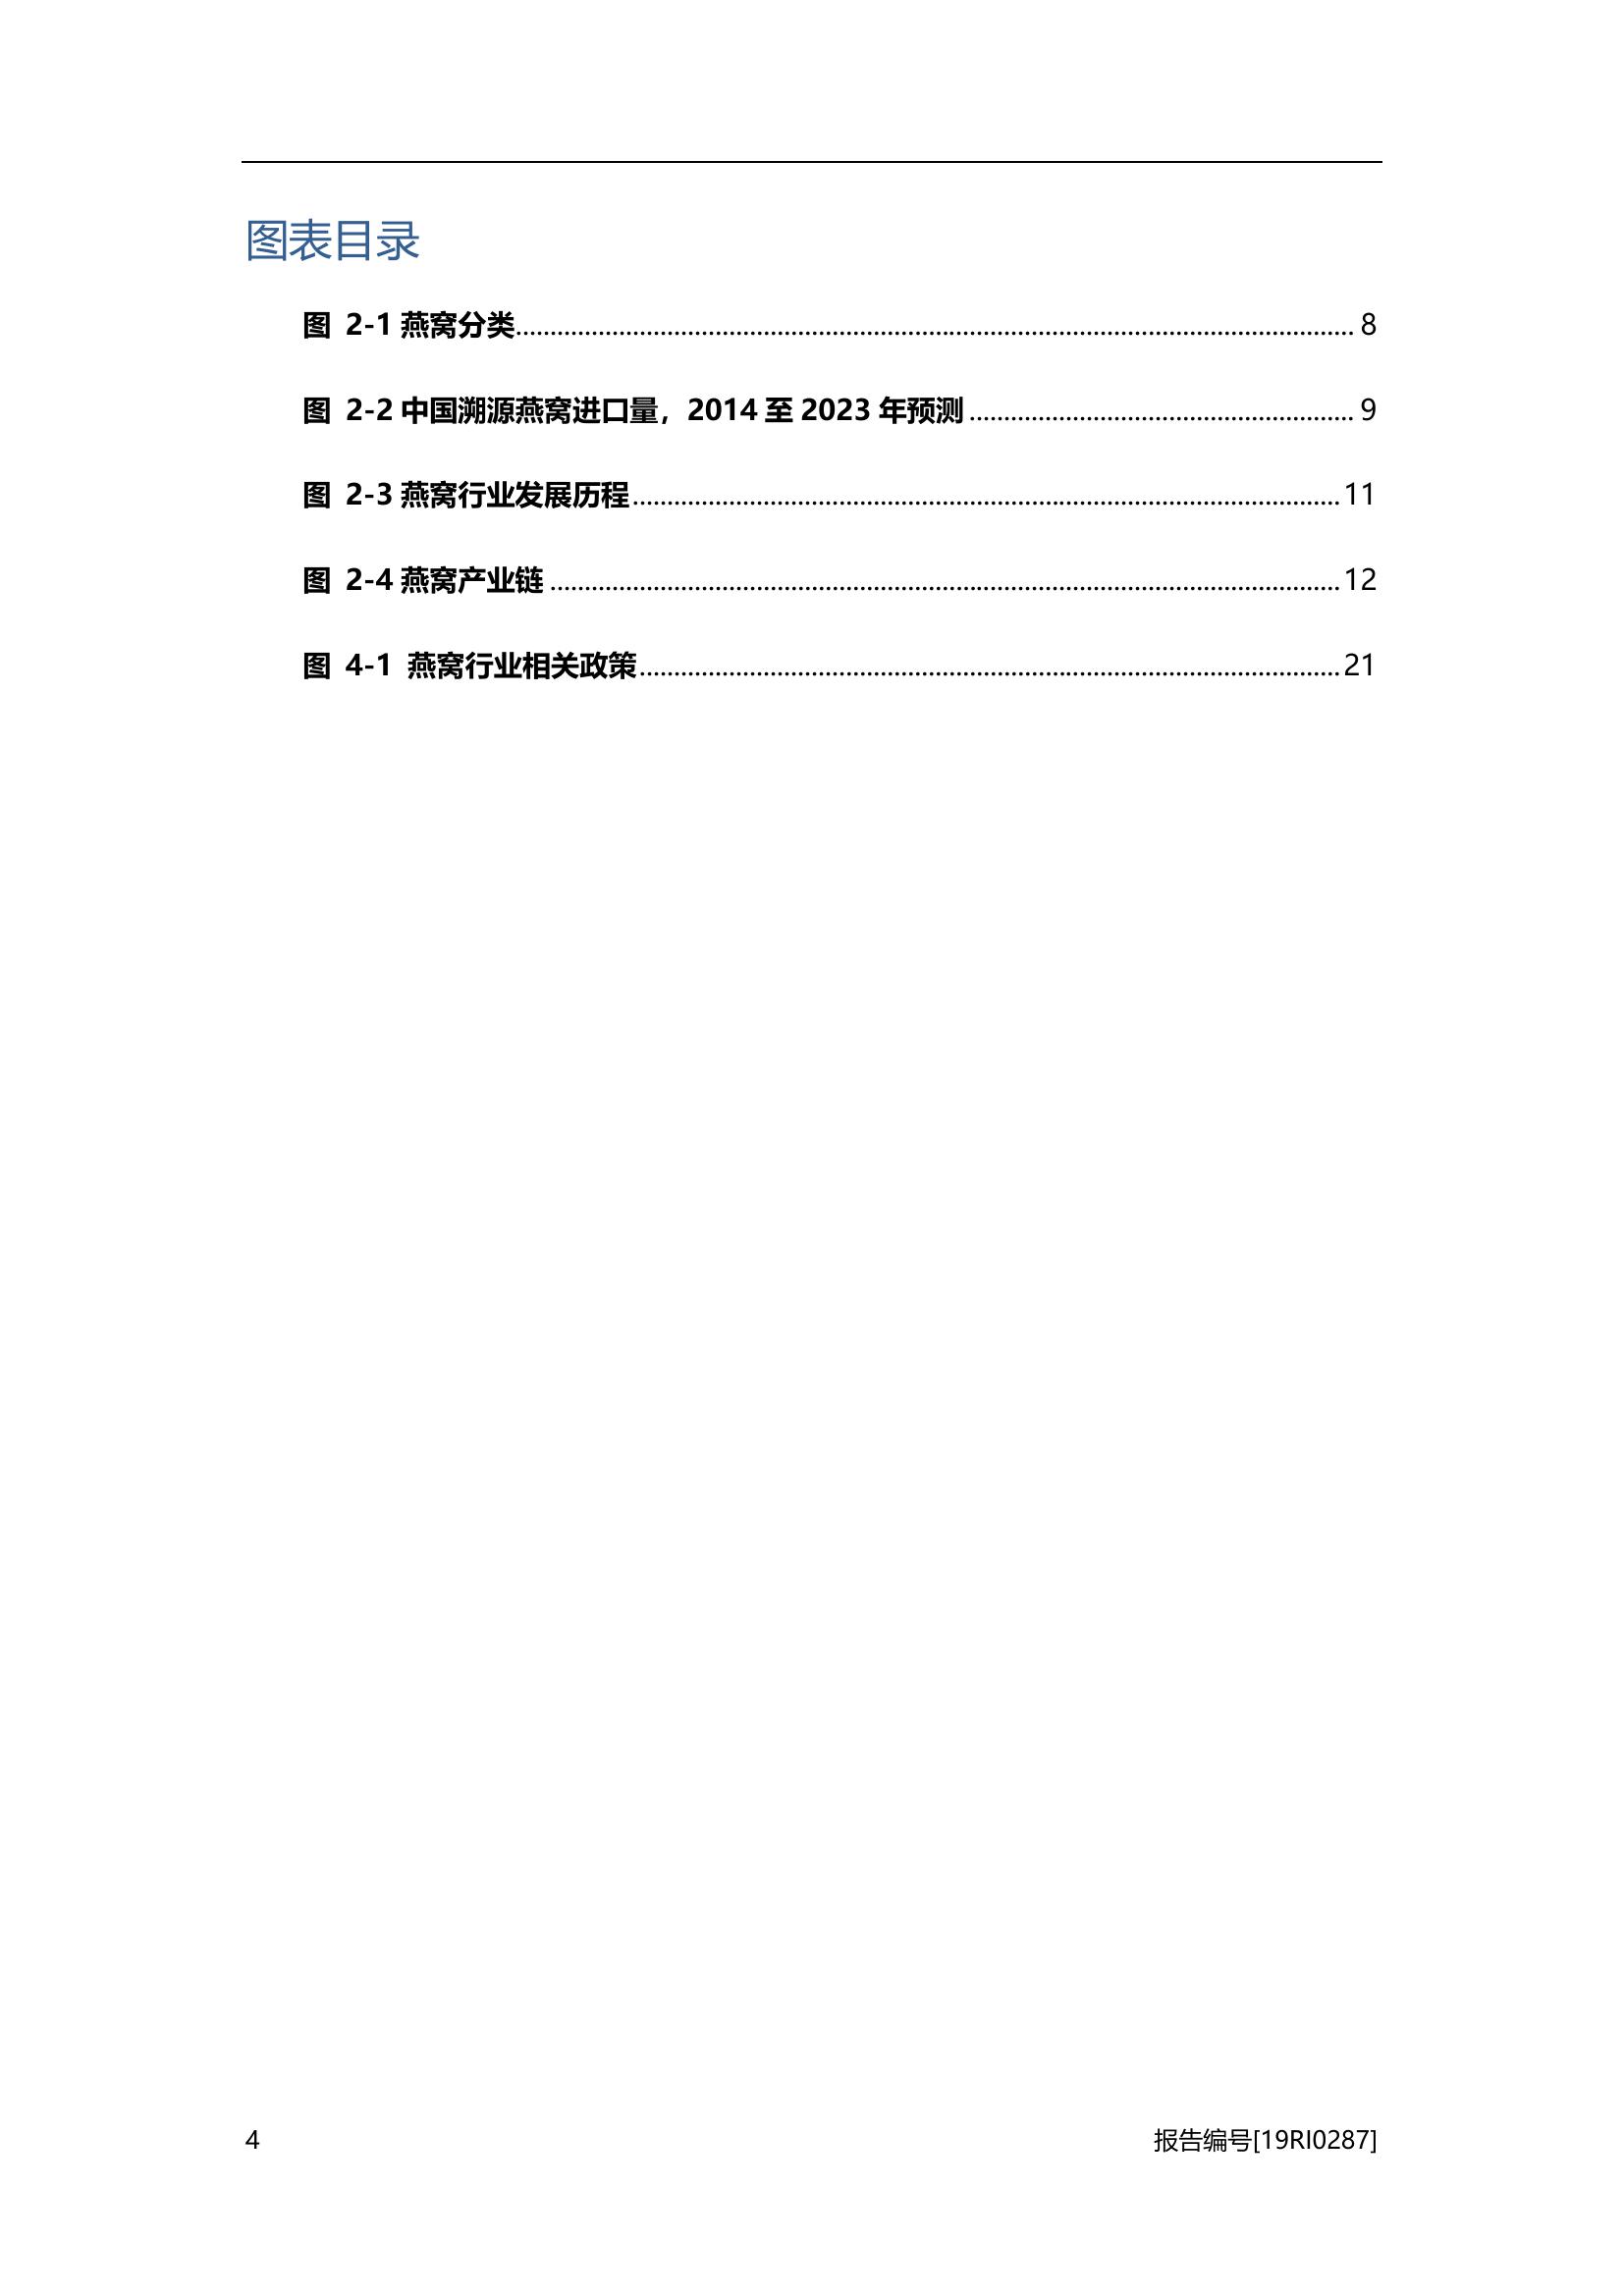 图表目录
图 2-1 燕窝分类........................................ 8
图 2-2 中国溯源燕窝进口量，2014 至 2023 年预测........................................ 9
图 2-3 燕窝行业发展历程........................................ 11
图 2-4 燕窝产业链........................................ 12
图 4-1 燕窝行业相关政策........................................ 21
4 报告编号[19RI0287]